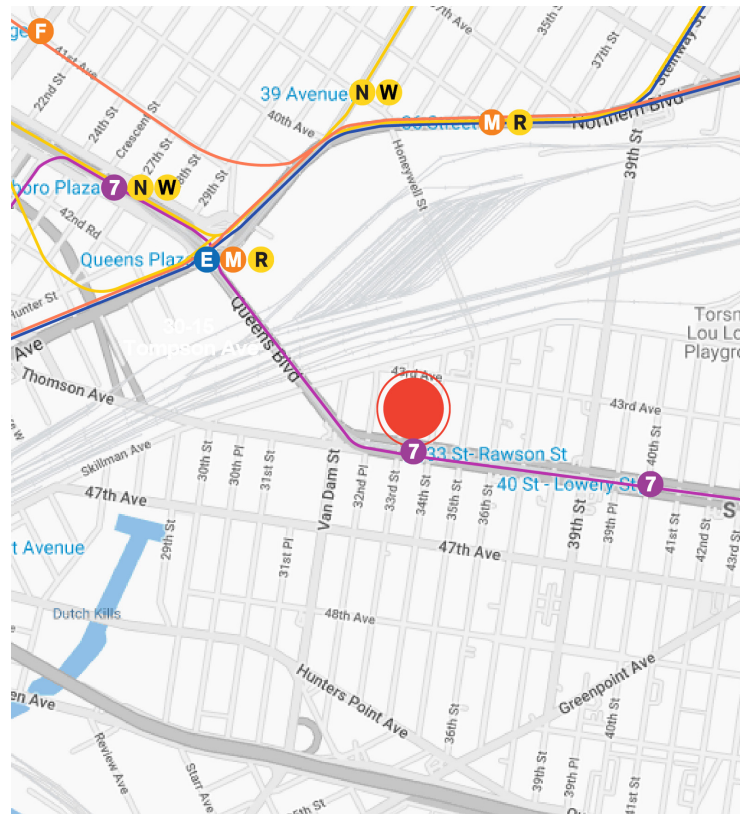 F
41st Ave
22nd St
24th St
Crescent St
27th St
29th St
39 Avenue N W
40th Ave
35th St
37th St
Steinway St
36 Street M R
Northern Blvd
39th St
Honeywell St
boro Plaza 7 N W
42nd Rd
Queens Plaza E M R
Hunter St
Queens Blvd
30-16
Tompson Ave
Ave
Thomson Ave
43rd Ave
43rd Ave
Torsn
Lou Lo
Playgro
Skillman Ave
7 33 St- Rawson St
40 St - Lowery St 7
40th St
30th St
30th Pl
31st St
Van Dam St
32nd Pl
33rd St
34th St
35th St
36th St
39th St
39th Pl
41st St
42nd St
43rd St
47th Ave
47th Ave
29th St
31st Pl
t Avenue
Dutch Kills
48th Ave
Hunters Point Ave
Greenpoint Ave
36th St
40th St
39th St
39th Pl
41st St
en Ave
Review Ave
Starr Ave